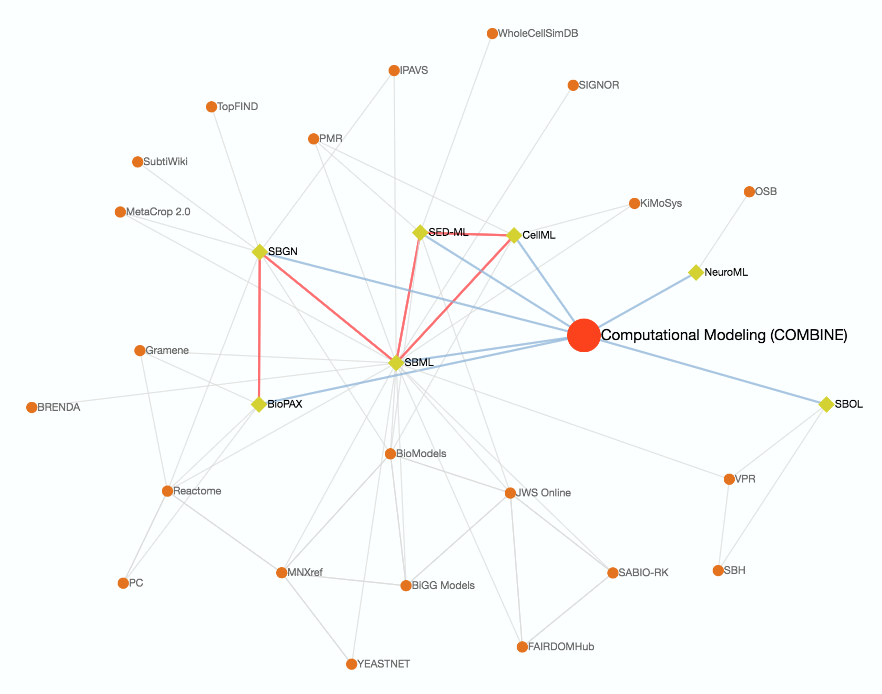 WholeCellSimDB
IPAVS
SIGNOR
TopFIND
PMR
SubtiWiki
OSB
KiMoSys
MetaCrop 2.0
SED-ML
CellML
SBGN
NeuroML
Computational Modeling (COMBINE)
Gramene
SBML
BRENDA
BioPAX
SBOL
BioModels
VPR
Reactome
JWS Online
SBH
MNXref
SABIO-RK
PC
BiGG Models
FAIRDOMHub
YEASTNET